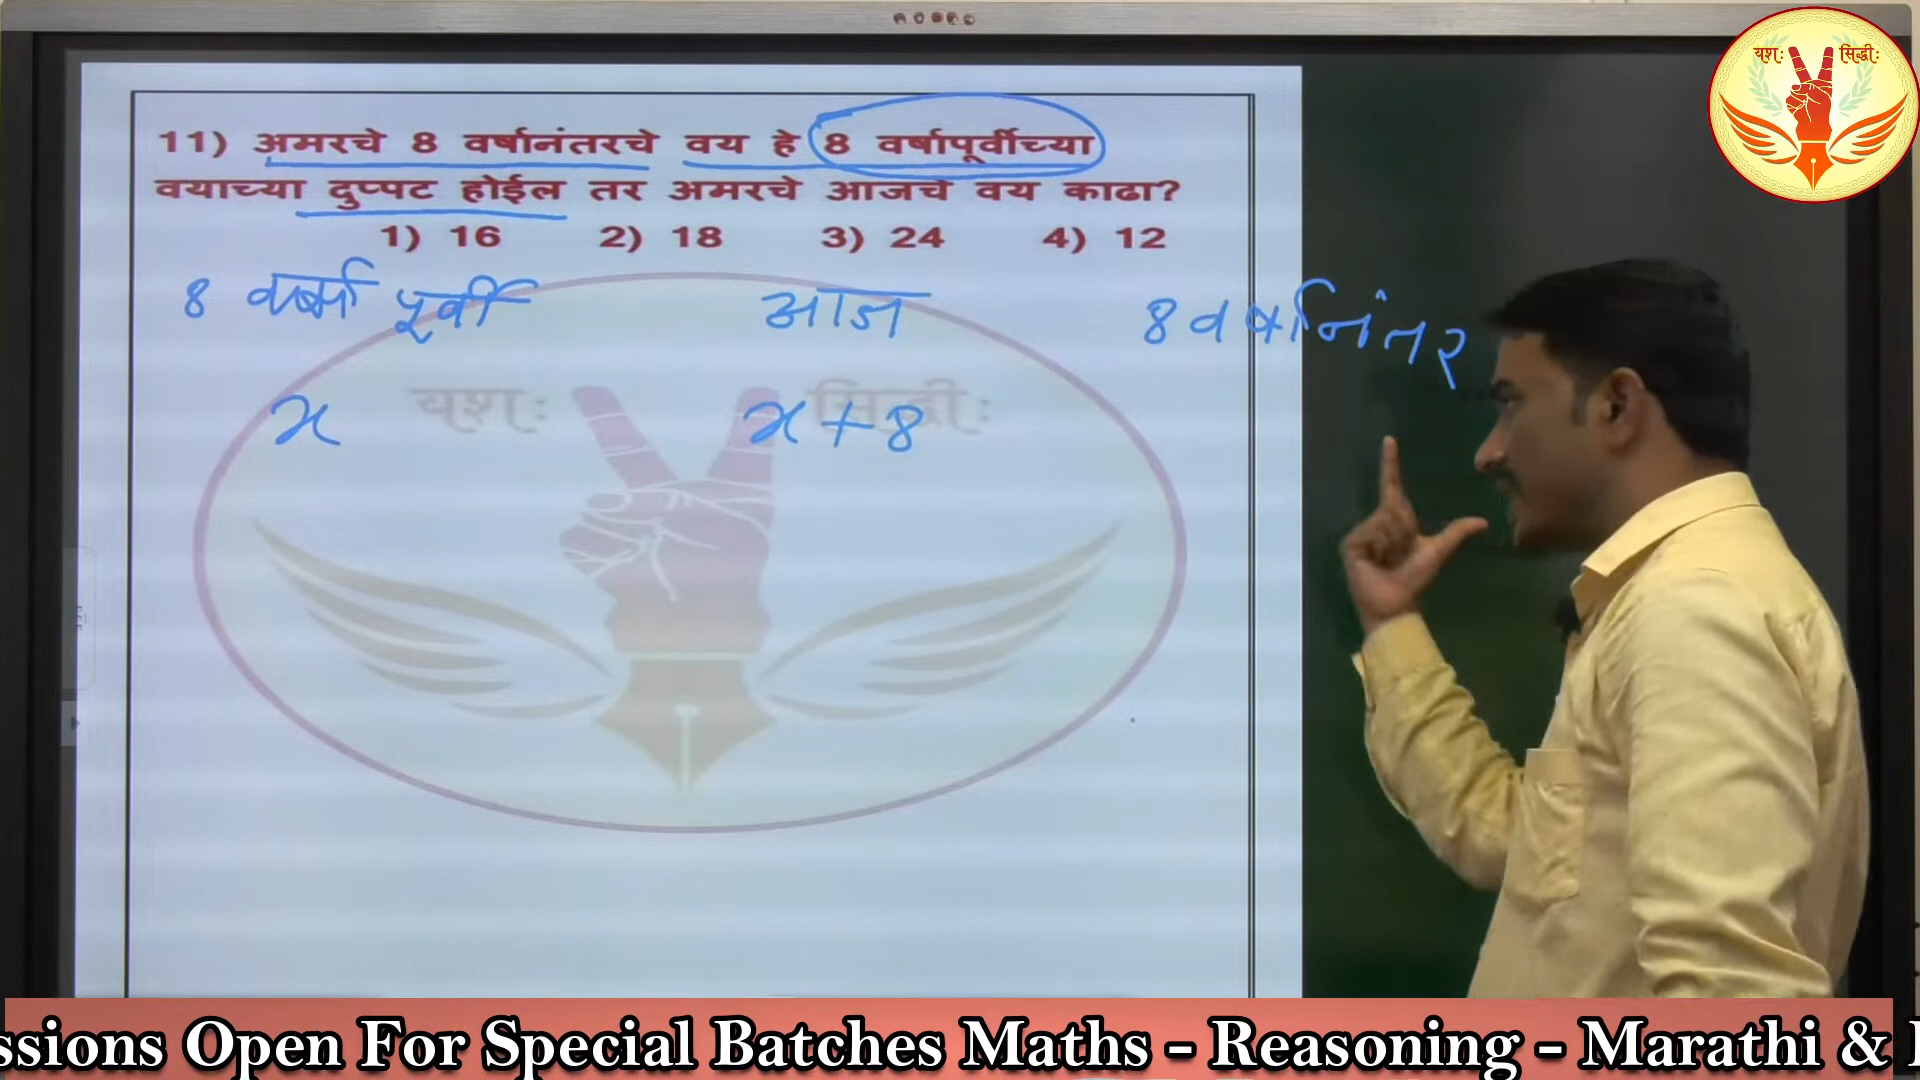 यशः सिद्धीः
11) अमरचे 8 वर्षानंतरचे वय हे 8 वर्षापूर्वीच्या
वयाच्या दुप्पट होईल तर अमरचे आजचे वय काढा?
1) 16 2) 18 3) 24 4) 12
8 वर्षा पूर्वी आज 8 वर्षानंतर
यशः सिद्धीः
x x + 8
ssions Open For Special Batches Maths - Reasoning - Marathi &